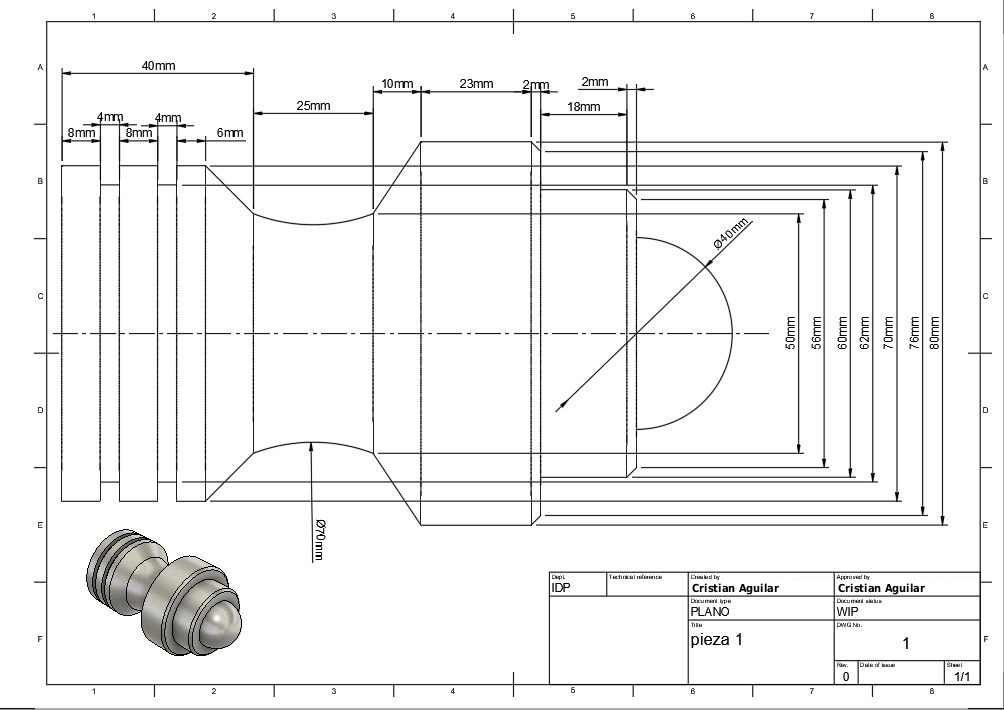 1 2 3 4 5 6 7 8
A A
40mm
10mm 23mm 2mm 2mm
25mm 18mm
4mm 4mm
8mm 8mm 6mm
B B
Ø40mm
C C
50mm 56mm 60mm 62mm 70mm 76mm 80mm
D D
E E
Ø70mm
Dept. Technical reference Created by Approved by
IDP Cristian Aguilar Cristian Aguilar
Document type Document status
PLANO WIP
Title DWG No.
pieza 1 1
F F
Rev. Date of issue Sheet
0 1/1
1 2 3 4 5 6 7 8